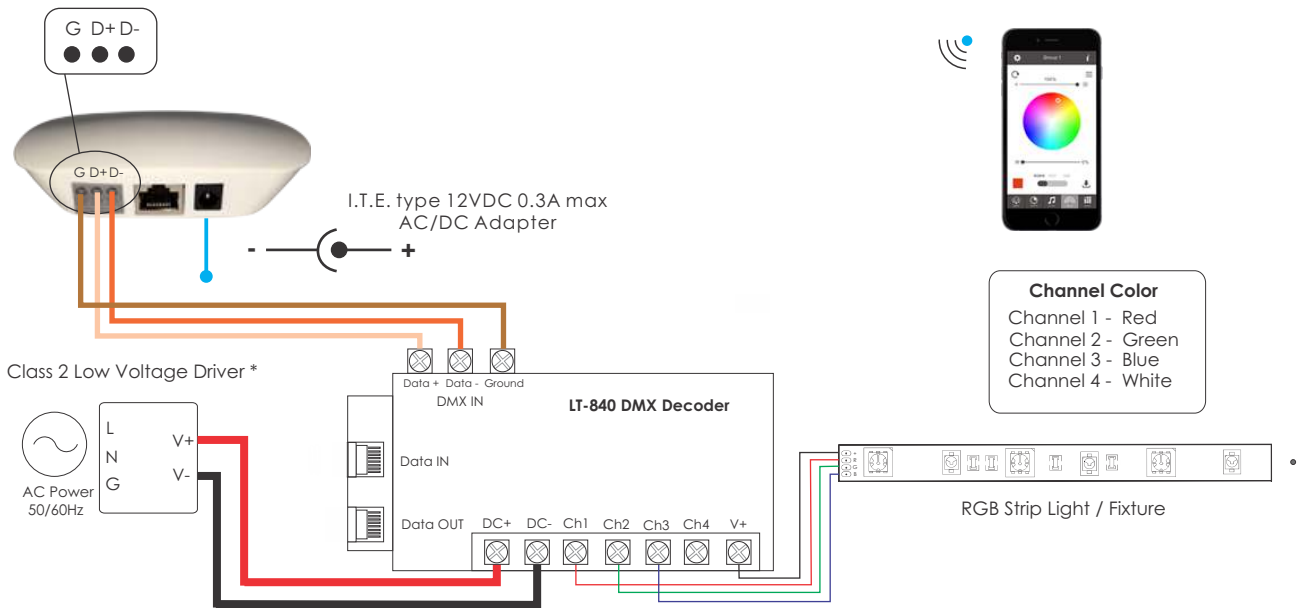 G D+ D-
G D+ D-
I.T.E. type 12VDC 0.3A max
AC/DC Adapter
- +
Channel Color
Channel 1 - Red
Channel 2 - Green
Channel 3 - Blue
Channel 4 - White
Class 2 Low Voltage Driver *
Data + Data - Ground
DMX IN
LT-840 DMX Decoder
L
N
G
V+
V-
AC Power
50/60Hz
Data IN
Data OUT
DC+ DC- Ch1 Ch2 Ch3 Ch4 V+
+
R
G
B
RGB Strip Light / Fixture